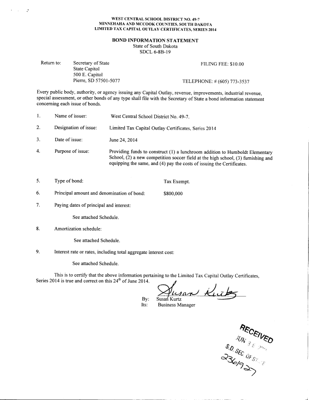 WEST CENTRAL SCHOOL DISTRICT NO. 49-7
MINNEHAHA AND MCCOOK COUNTIES, SOUTH DAKOTA
LIMITED TAX CAPITAL OUTLAY CERTIFICATES, SERIES 2014
BOND INFORMATION STATEMENT
State of South Dakota
SDCL 6-8B-19
Return to: Secretary of State FILING FEE: $10.00
State Capitol
500 E. Capitol
Pierre, SD 57501-5077 TELEPHONE: # (605) 773-3537
Every public body, authority, or agency issuing any Capital Outlay, revenue, improvements, industrial revenue,
special assessment, or other bonds of any type shall file with the Secretary of State a bond information statement
concerning each issue of bonds.
1. Name of issuer: West Central School District No. 49-7.
2. Designation of issue: Limited Tax Capital Outlay Certificates, Series 2014
3. Date of issue: June 24, 2014
4. Purpose of issue: Providing funds to construct (1) a lunchroom addition to Humboldt Elementary
School, (2) a new competition soccer field at the high school, (3) furnishing and
equipping the same, and (4) pay the costs of issuing the Certificates.
5. Type of bond: Tax Exempt.
6. Principal amount and denomination of bond: $800,000
7. Paying dates of principal and interest:
See attached Schedule.
8. Amortization schedule:
See attached Schedule.
9. Interest rate or rates, including total aggregate interest cost:
See attached Schedule.
This is to certify that the above information pertaining to the Limited Tax Capital Outlay Certificates,
Series 2014 is true and correct on this 24th of June 2014.
Susan Kurtz
By: Susan Kurtz
Its: Business Manager
RECEIVED
JUN
S.D. SEC. OF
2361927